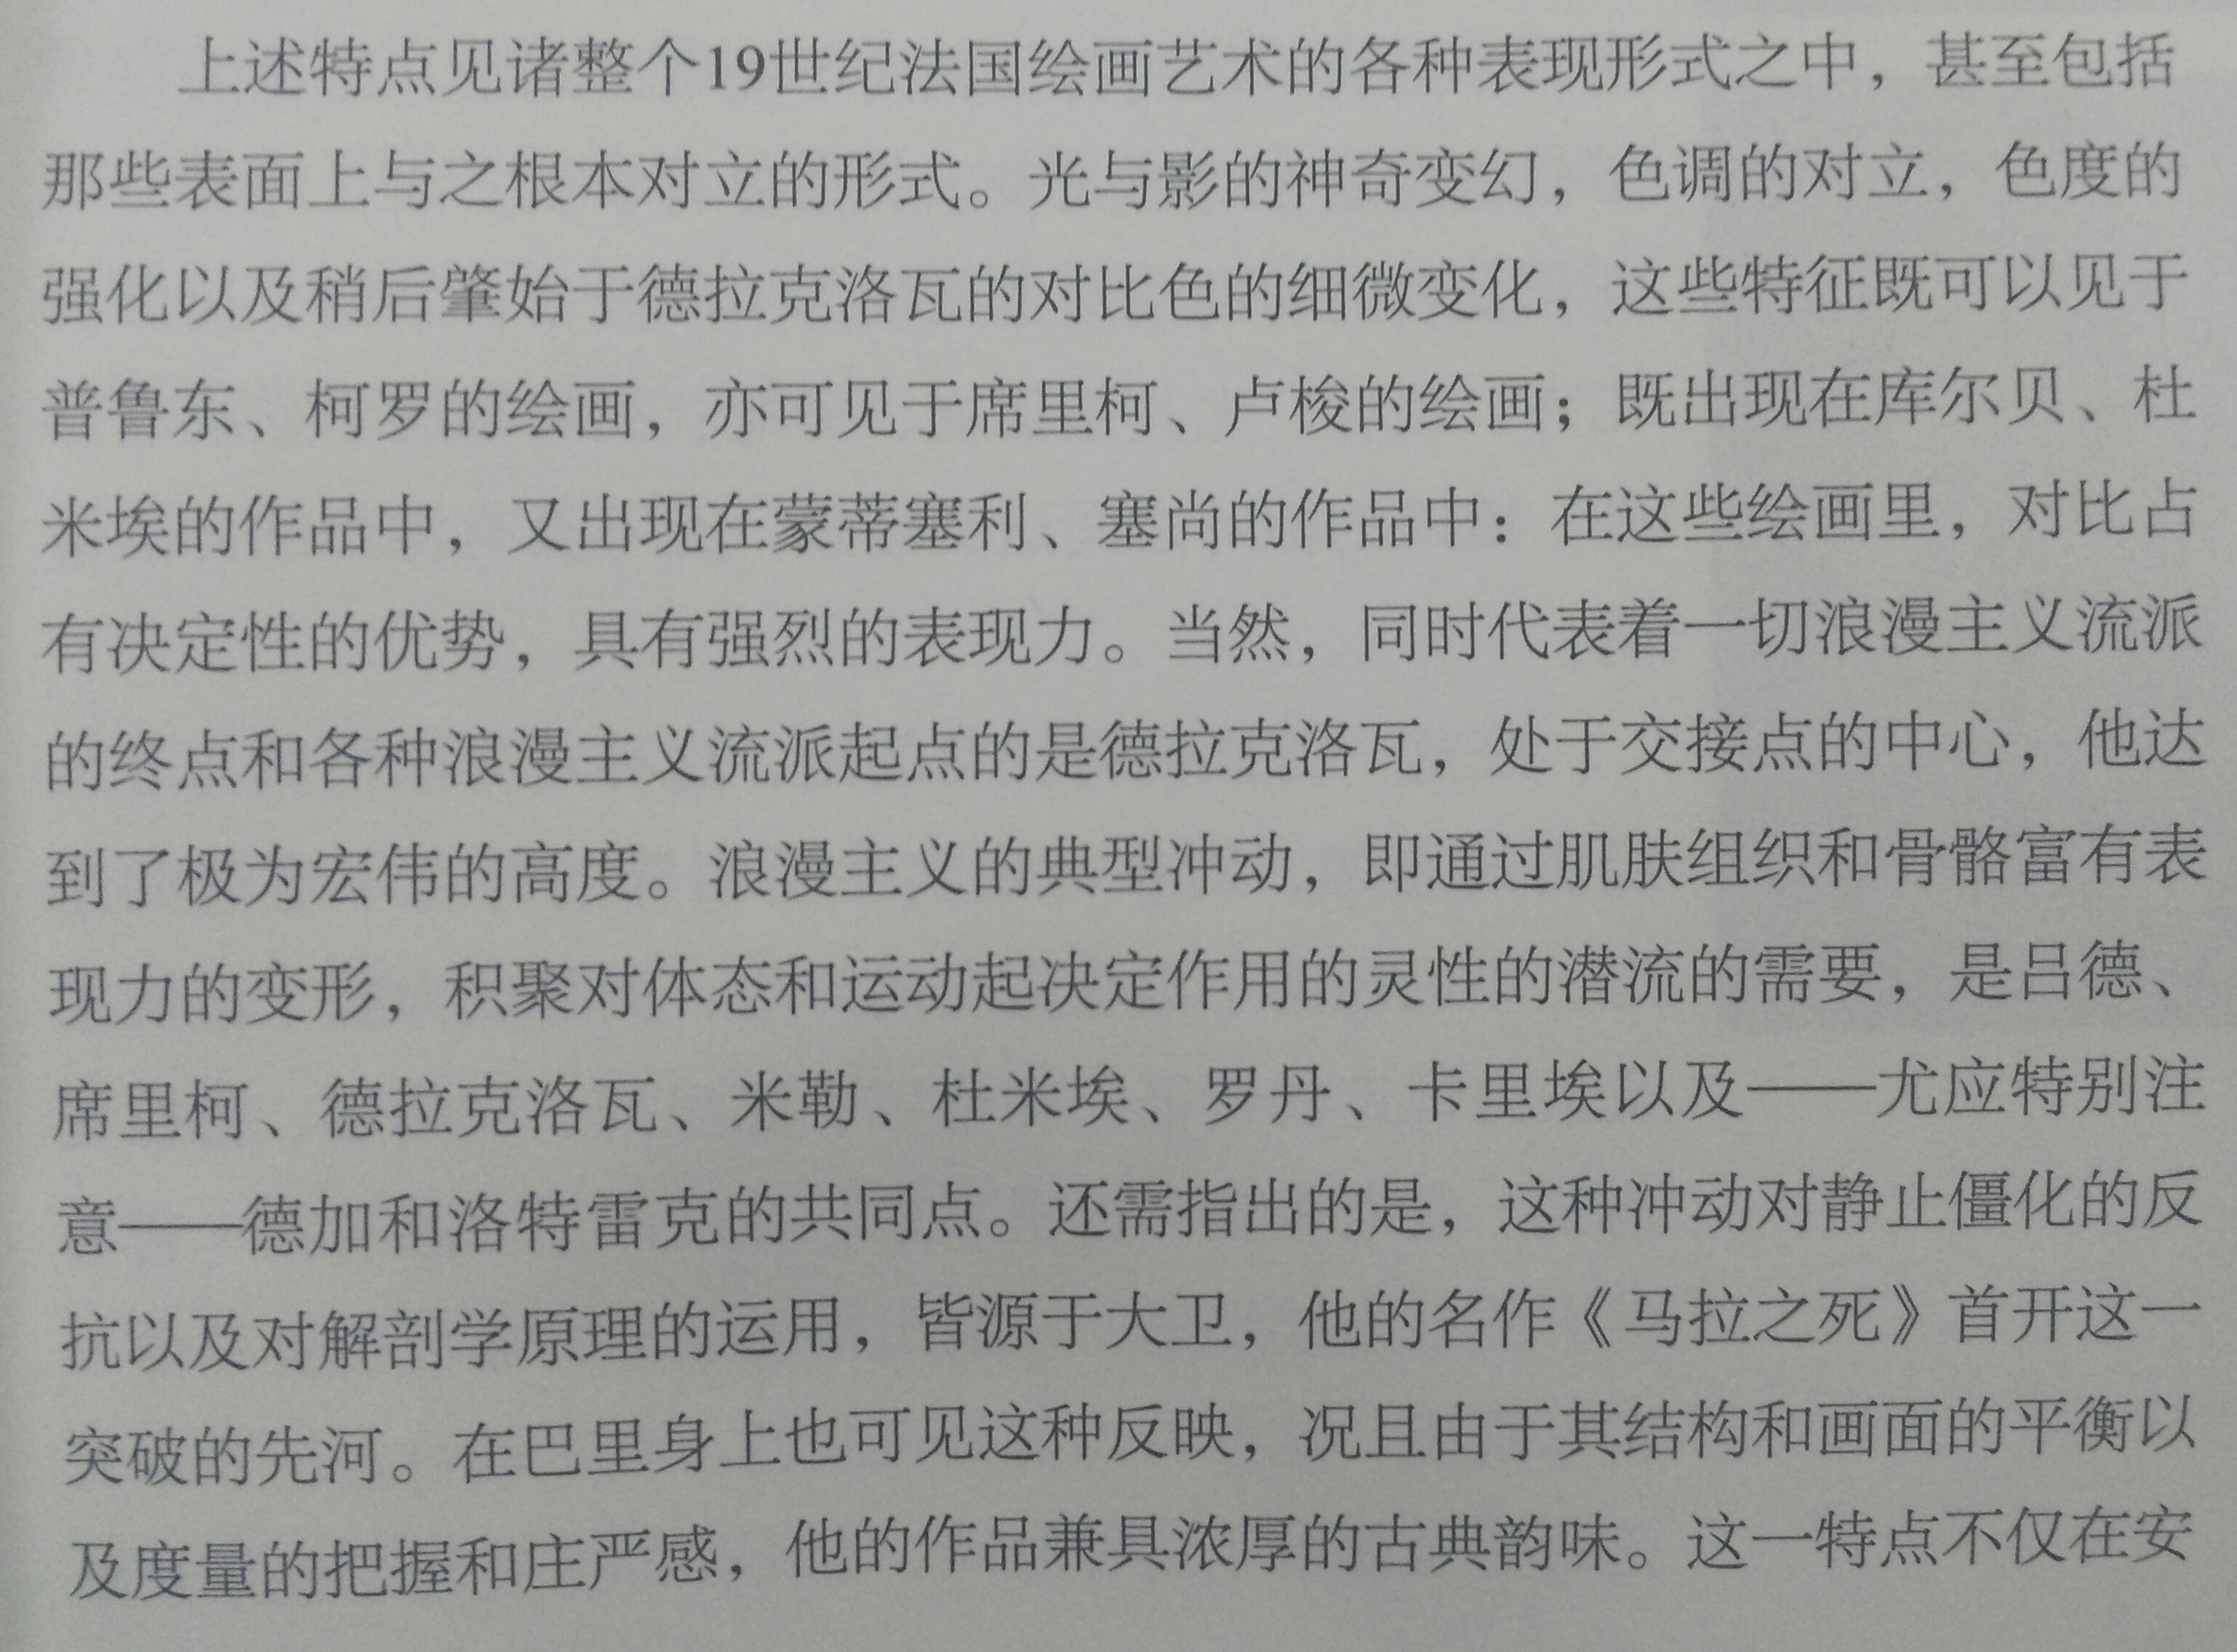 上述特点见诸整个19世纪法国绘画艺术的各种表现形式之中，甚至包括
那些表面上与之根本对立的形式。光与影的神奇变幻，色调的对立，色度的
强化以及稍后肇始于德拉克洛瓦的对比色的细微变化，这些特征既可以见于
普鲁东、柯罗的绘画，亦可见于席里柯、卢梭的绘画；既出现在库尔贝、杜
米埃的作品中，又出现在蒙蒂塞利、塞尚的作品中：在这些绘画里，对比占
有决定性的优势，具有强烈的表现力。当然，同时代表着一切浪漫主义流派
的终点和各种浪漫主义流派起点的是德拉克洛瓦，处于交接点的中心，他达
到了极为宏伟的高度。浪漫主义的典型冲动，即通过肌肤组织和骨骼富有表
现力的变形，积聚对体态和运动起决定作用的灵性的潜流的需要，是吕德、
席里柯、德拉克洛瓦、米勒、杜米埃、罗丹、卡里埃以及——尤应特别注
意——德加和洛特雷克的共同点。还需指出的是，这种冲动对静止僵化的反
抗以及对解剖学原理的运用，皆源于大卫，他的名作《马拉之死》首开这一
突破的先河。在巴里身上也可见这种反映，况且由于其结构和画面的平衡以
及度量的把握和庄严感，他的作品兼具浓厚的古典韵味。这一特点不仅在安